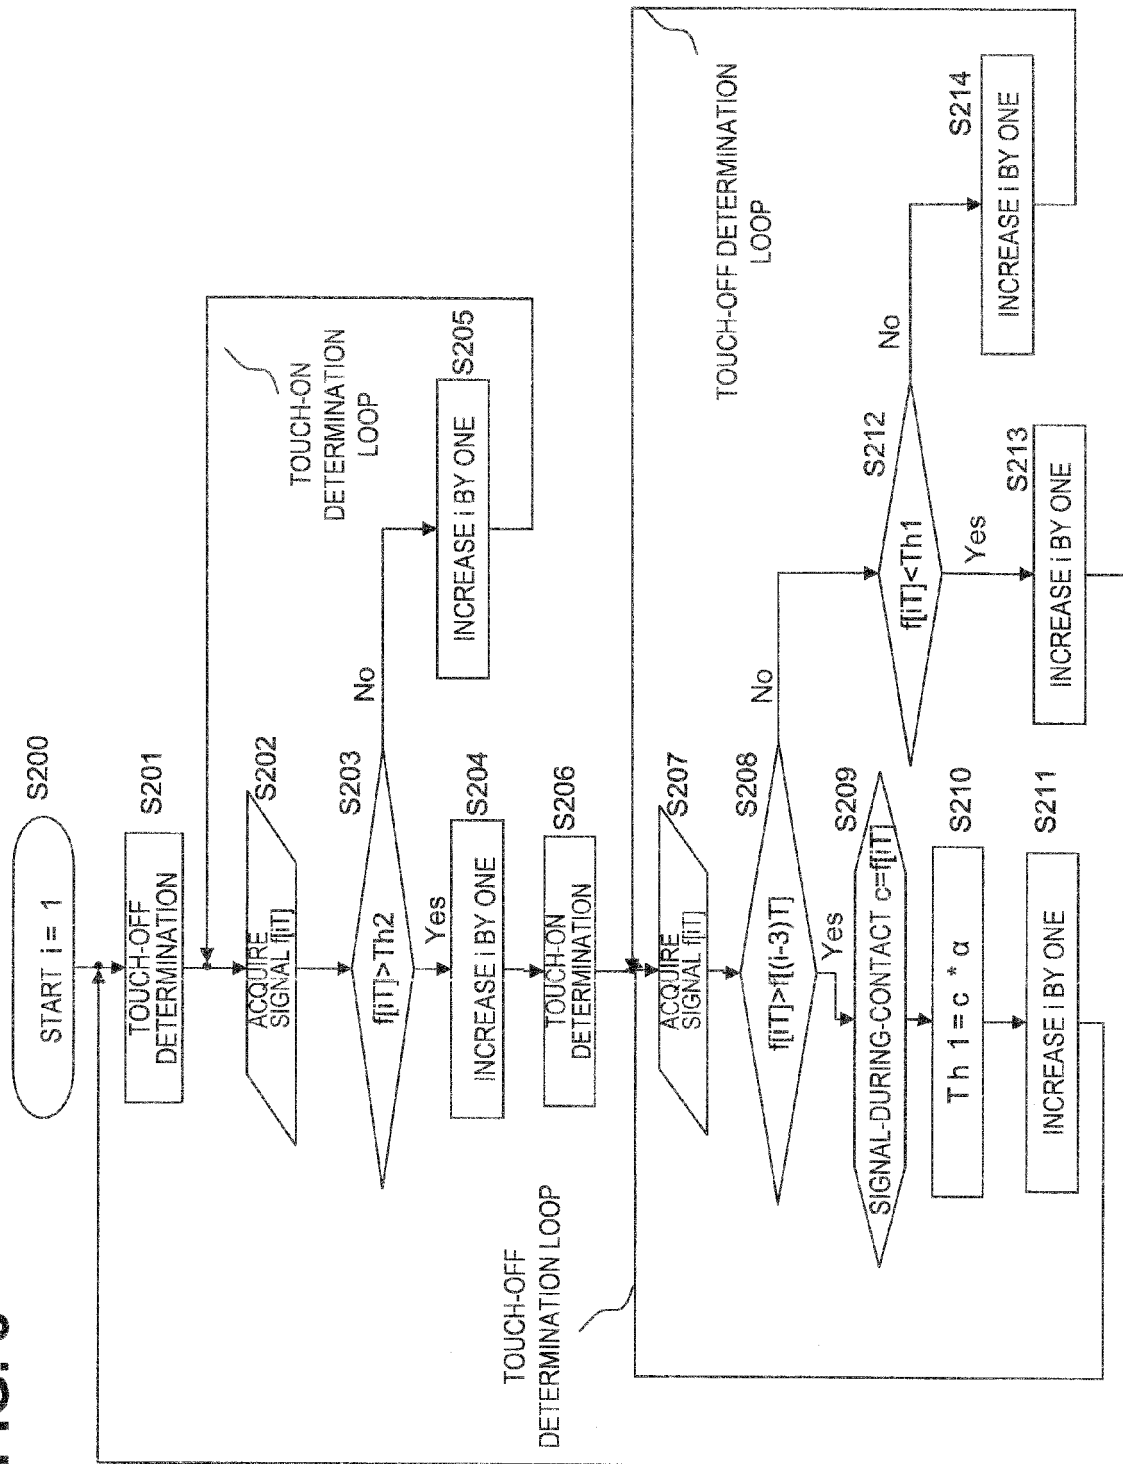 START i = 1
S200
TOUCH-OFF
DETERMINATION
S201
ACQUIRE
SIGNAL f[iT]
S202
f[iT]>Th2
S203
No
Yes
INCREASE i BY ONE
S204
INCREASE i BY ONE
S205
TOUCH-ON
DETERMINATION
LOOP
TOUCH-ON
DETERMINATION
S206
ACQUIRE
SIGNAL f[iT]
S207
f[iT]>f[(i-3)T]
S208
No
Yes
SIGNAL-DURING-CONTACT c=f[iT]
S209
Th 1 = c * α
S210
INCREASE i BY ONE
S211
TOUCH-OFF
DETERMINATION LOOP
f[iT]<Th1
S212
No
Yes
INCREASE i BY ONE
S213
INCREASE i BY ONE
S214
TOUCH-OFF DETERMINATION
LOOP